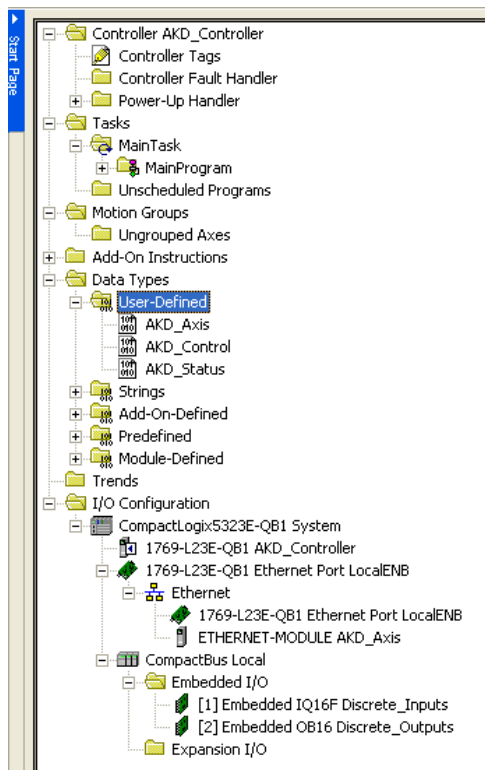 Start Page
Controller AKD_Controller
Controller Tags
Controller Fault Handler
Power-Up Handler
Tasks
MainTask
MainProgram
Unscheduled Programs
Motion Groups
Ungrouped Axes
Add-On Instructions
Data Types
User-Defined
AKD_Axis
AKD_Control
AKD_Status
Strings
Add-On-Defined
Predefined
Module-Defined
Trends
I/O Configuration
CompactLogix5323E-QB1 System
1769-L23E-QB1 AKD_Controller
1769-L23E-QB1 Ethernet Port LocalENB
Ethernet
1769-L23E-QB1 Ethernet Port LocalENB
ETHERNET-MODULE AKD_Axis
CompactBus Local
Embedded I/O
[1] Embedded IQ16F Discrete_Inputs
[2] Embedded OB16 Discrete_Outputs
Expansion I/O